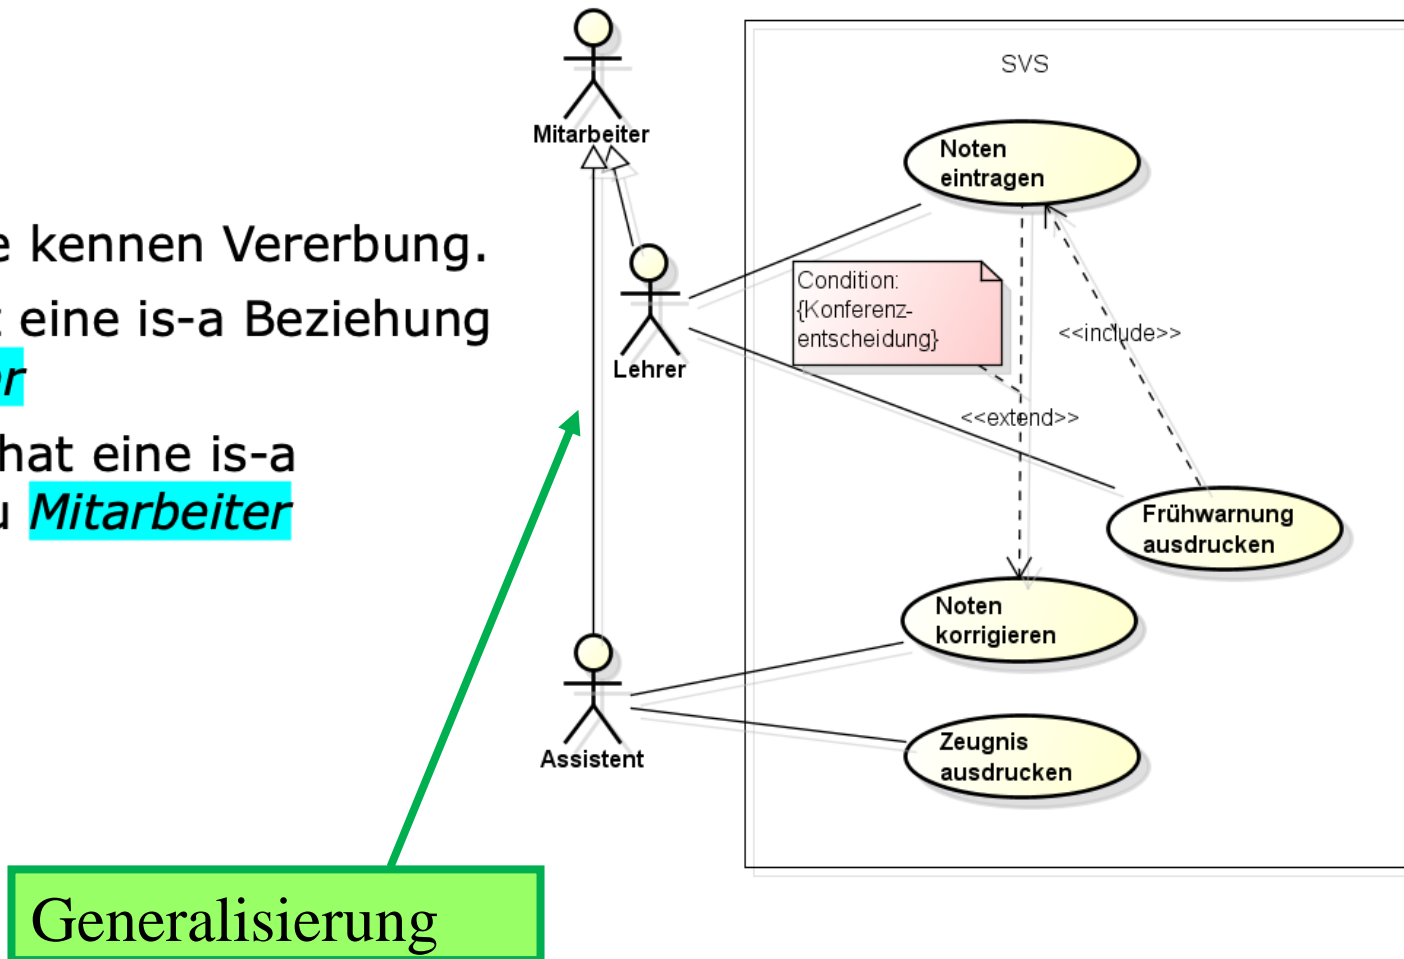 e kennen Vererbung.
eine is-a Beziehung
r
hat eine is-a
Mitarbeiter
Generalisierung
Mitarbeiter
Lehrer
Assistent
SVS
Noten
eintragen
Condition:
{Konferenz-
entscheidung}
<<include>>
<<extend>>
Frühwarnung
ausdrucken
Noten
korrigieren
Zeugnis
ausdrucken